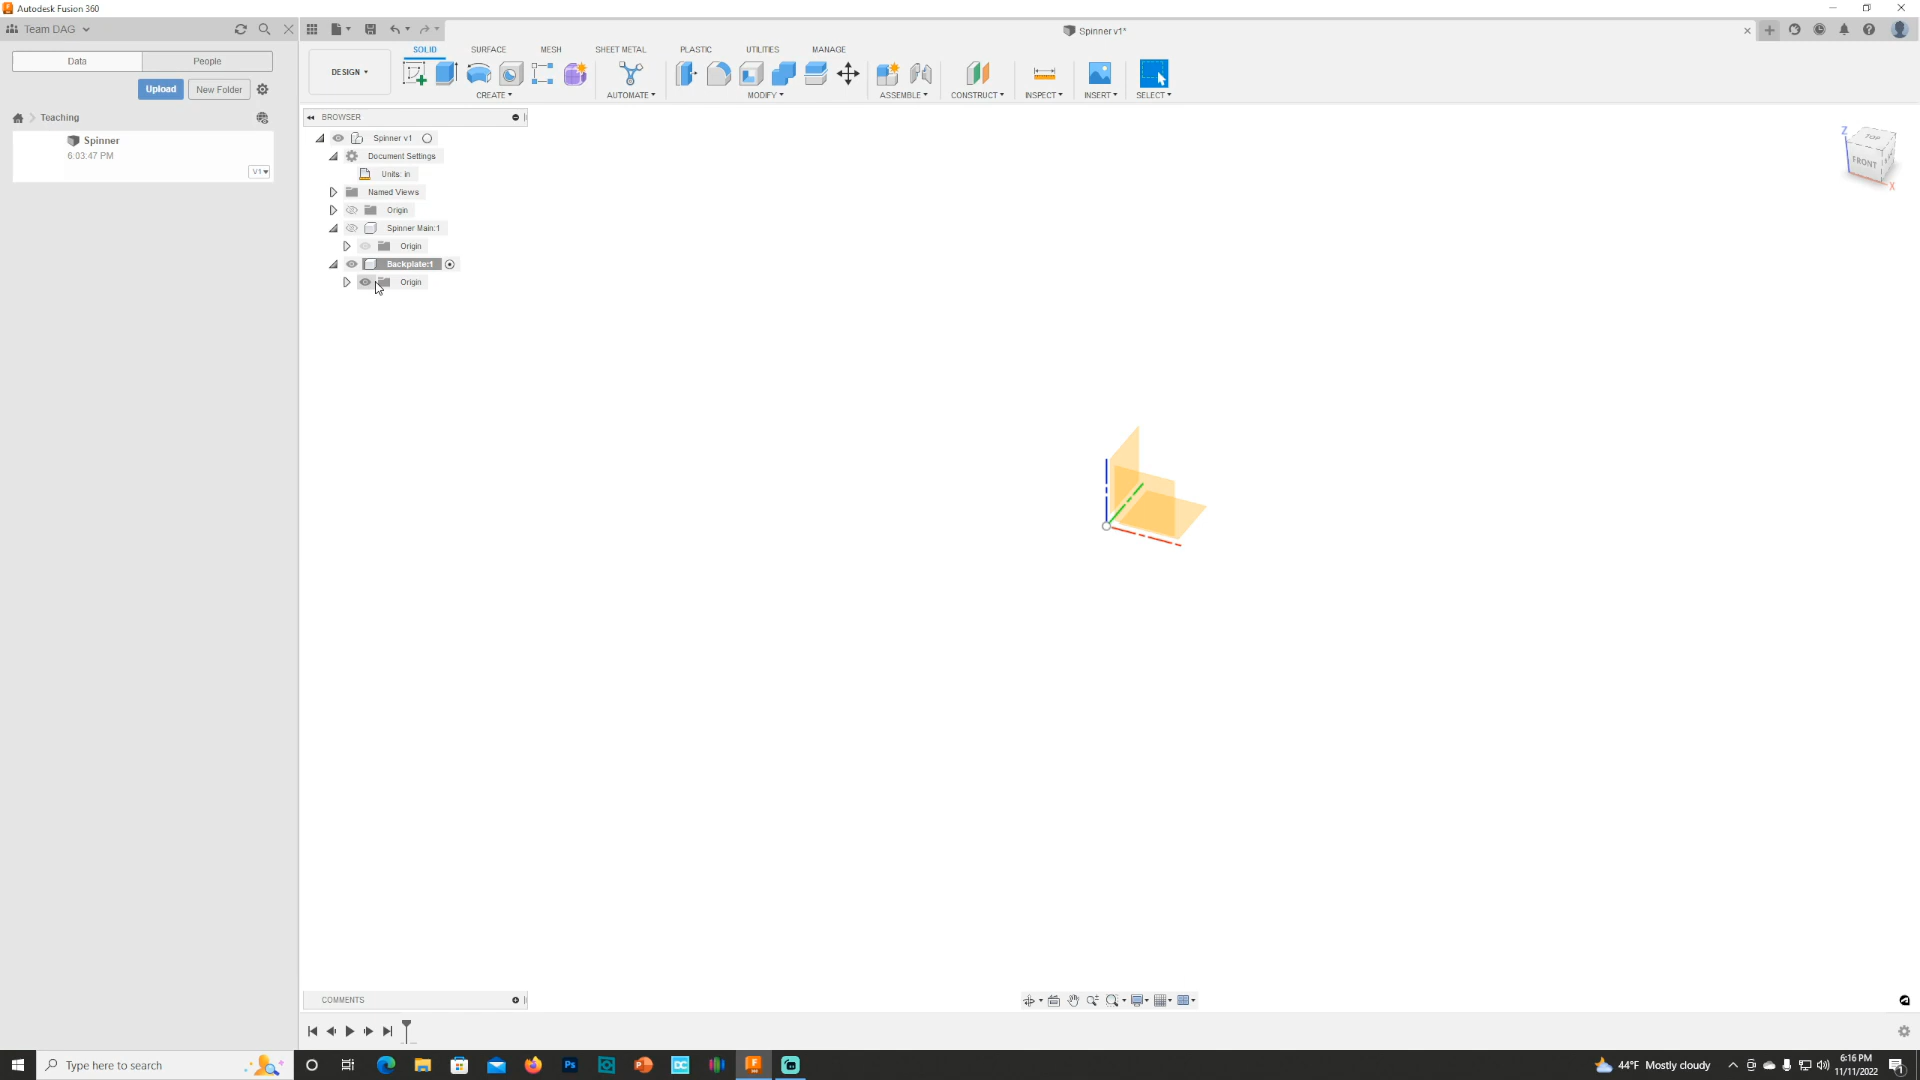 Autodesk Fusion 360
Team DAG
Spinner v1*
Data
People
Upload
New Folder
Teaching
Spinner
6:03:47 PM
V1
SOLID
SURFACE
MESH
SHEET METAL
PLASTIC
UTILITIES
MANAGE
DESIGN
CREATE
AUTOMATE
MODIFY
ASSEMBLE
CONSTRUCT
INSPECT
INSERT
SELECT
BROWSER
Spinner v1
Document Settings
Units: in
Named Views
Origin
Spinner Main:1
Origin
Backplate:1
Origin
Z
TOP
FRONT
X
COMMENTS
Type here to search
44°F Mostly cloudy
6:16 PM
11/11/2022